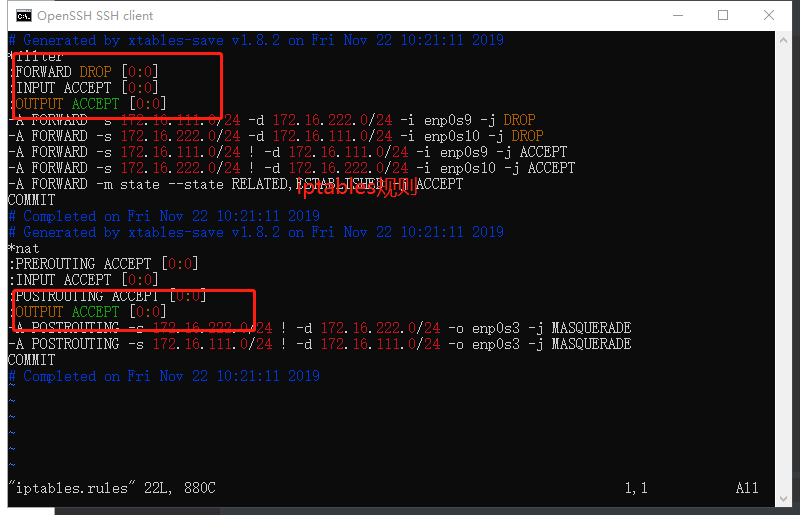 OpenSSH SSH client
# Generated by xtables-save v1.8.2 on Fri Nov 22 10:21:11 2019
*filter
:FORWARD DROP [0:0]
:INPUT ACCEPT [0:0]
:OUTPUT ACCEPT [0:0]
-A FORWARD -s 172.16.111.0/24 -d 172.16.222.0/24 -i enp0s9 -j DROP
-A FORWARD -s 172.16.222.0/24 -d 172.16.111.0/24 -i enp0s10 -j DROP
-A FORWARD -s 172.16.111.0/24 ! -d 172.16.111.0/24 -i enp0s9 -j ACCEPT
-A FORWARD -s 172.16.222.0/24 ! -d 172.16.222.0/24 -i enp0s10 -j ACCEPT
-A FORWARD -m state --state RELATED,ESTABLISHED -j ACCEPT
iptables规则
COMMIT
# Completed on Fri Nov 22 10:21:11 2019
# Generated by xtables-save v1.8.2 on Fri Nov 22 10:21:11 2019
*nat
:PREROUTING ACCEPT [0:0]
:INPUT ACCEPT [0:0]
:POSTROUTING ACCEPT [0:0]
:OUTPUT ACCEPT [0:0]
-A POSTROUTING -s 172.16.222.0/24 ! -d 172.16.222.0/24 -o enp0s3 -j MASQUERADE
-A POSTROUTING -s 172.16.111.0/24 ! -d 172.16.111.0/24 -o enp0s3 -j MASQUERADE
COMMIT
# Completed on Fri Nov 22 10:21:11 2019
~
~
~
~
~
~
"iptables.rules" 22L, 880C 1,1 All